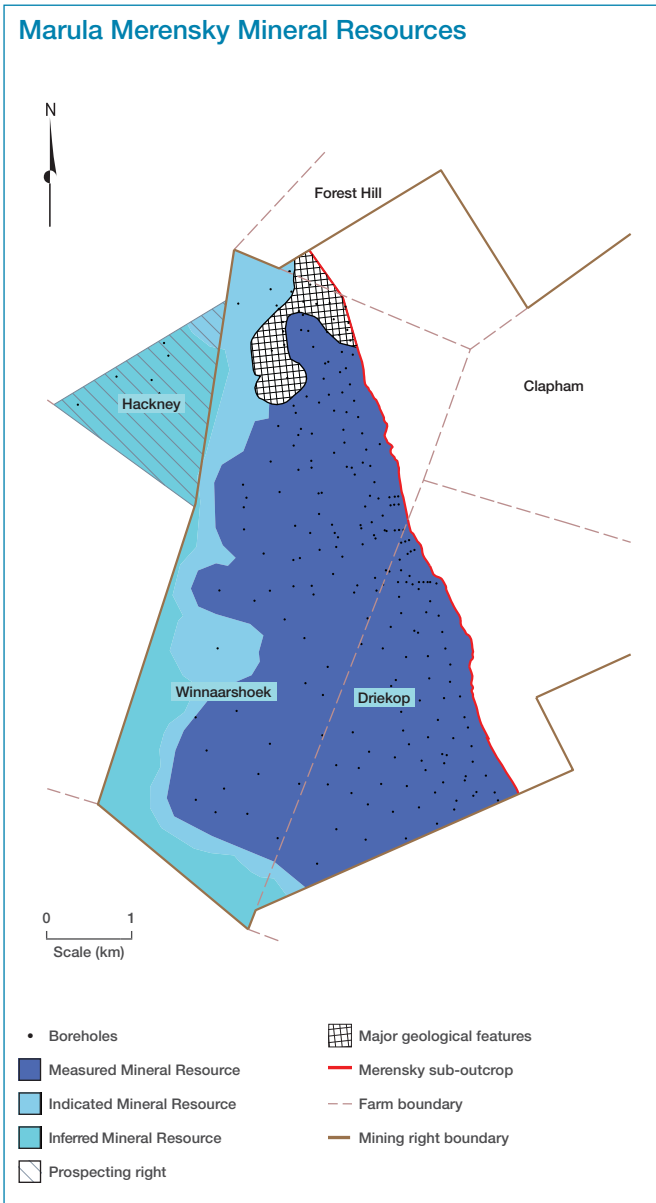 Marula Merensky Mineral Resources
N
Forest Hill
Clapham
Hackney
Winnaarshoek
Driekop
0 1
Scale (km)
Boreholes
Measured Mineral Resource
Indicated Mineral Resource
Inferred Mineral Resource
Prospecting right
Major geological features
Merensky sub-outcrop
Farm boundary
Mining right boundary